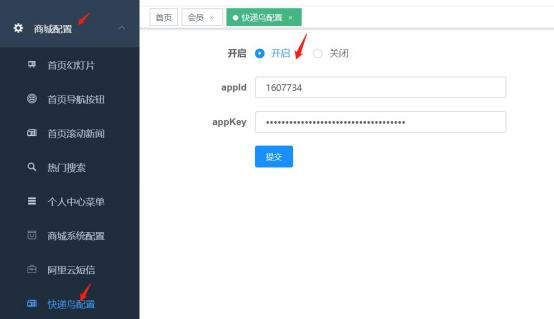 商城配置
首页幻灯片
首页导航按钮
首页滚动新闻
热门搜索
个人中心菜单
商城系统配置
阿里云短信
快递鸟配置
首页 会员 × 快递鸟配置 ×
开启 开启 关闭
appId 1607734
appKey ••••••••••••••••••••••••••••••••••••
提交